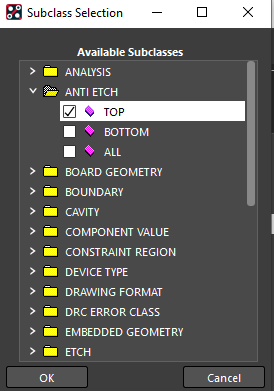 Subclass Selection
Available Subclasses
ANALYSIS
ANTI ETCH
TOP
BOTTOM
ALL
BOARD GEOMETRY
BOUNDARY
CAVITY
COMPONENT VALUE
CONSTRAINT REGION
DEVICE TYPE
DRAWING FORMAT
DRC ERROR CLASS
EMBEDDED GEOMETRY
ETCH
OK Cancel